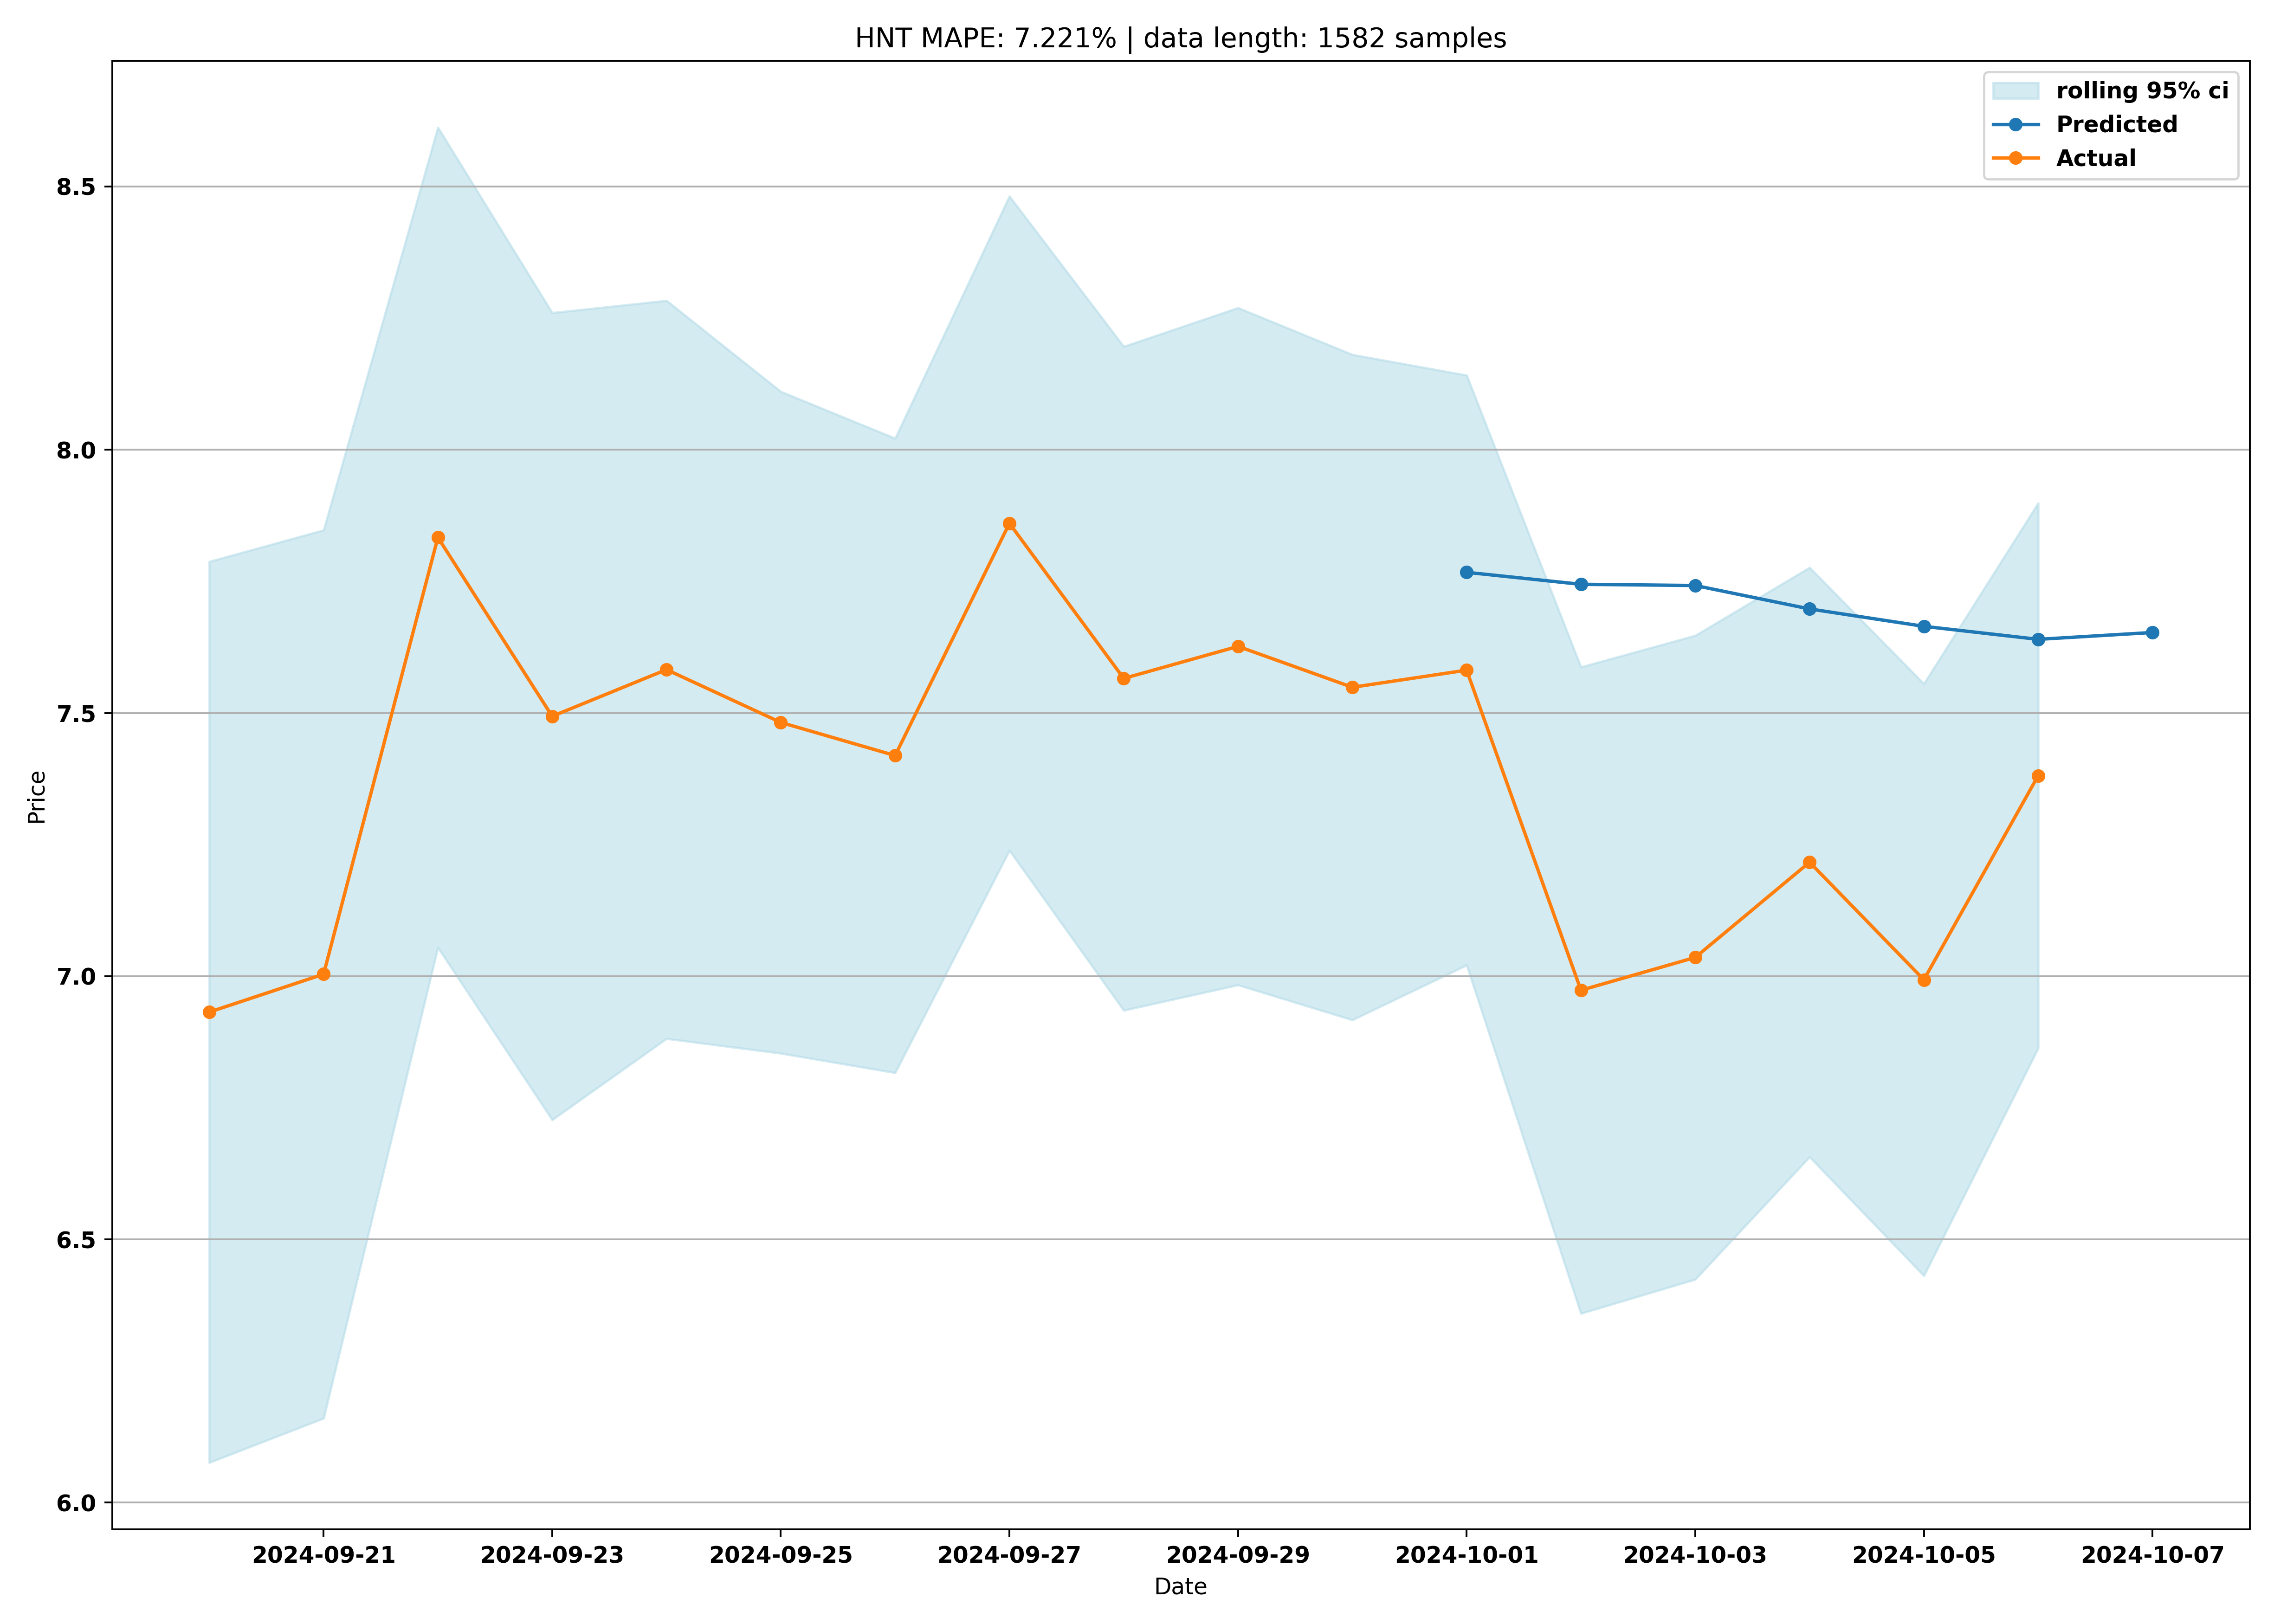 HNT MAPE: 7.221% | data length: 1582 samples
rolling 95% ci
Predicted
Actual
8.5
8.0
7.5
7.0
6.5
6.0
Price
2024-09-21 2024-09-23 2024-09-25 2024-09-27 2024-09-29 2024-10-01 2024-10-03 2024-10-05 2024-10-07
Date